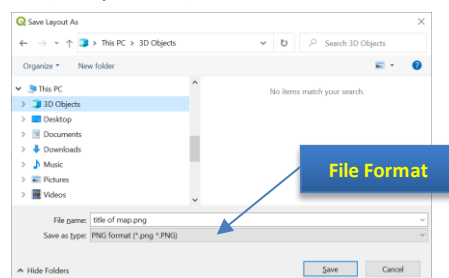 Save Layout As
This PC > 3D Objects
Search 3D Objects
Organize
New folder
This PC
No items match your search.
3D Objects
Desktop
Documents
Downloads
Music
Pictures
Videos
File Format
File name: title of map.png
Save as type: PNG format (*.png *.PNG)
Hide Folders
Save
Cancel